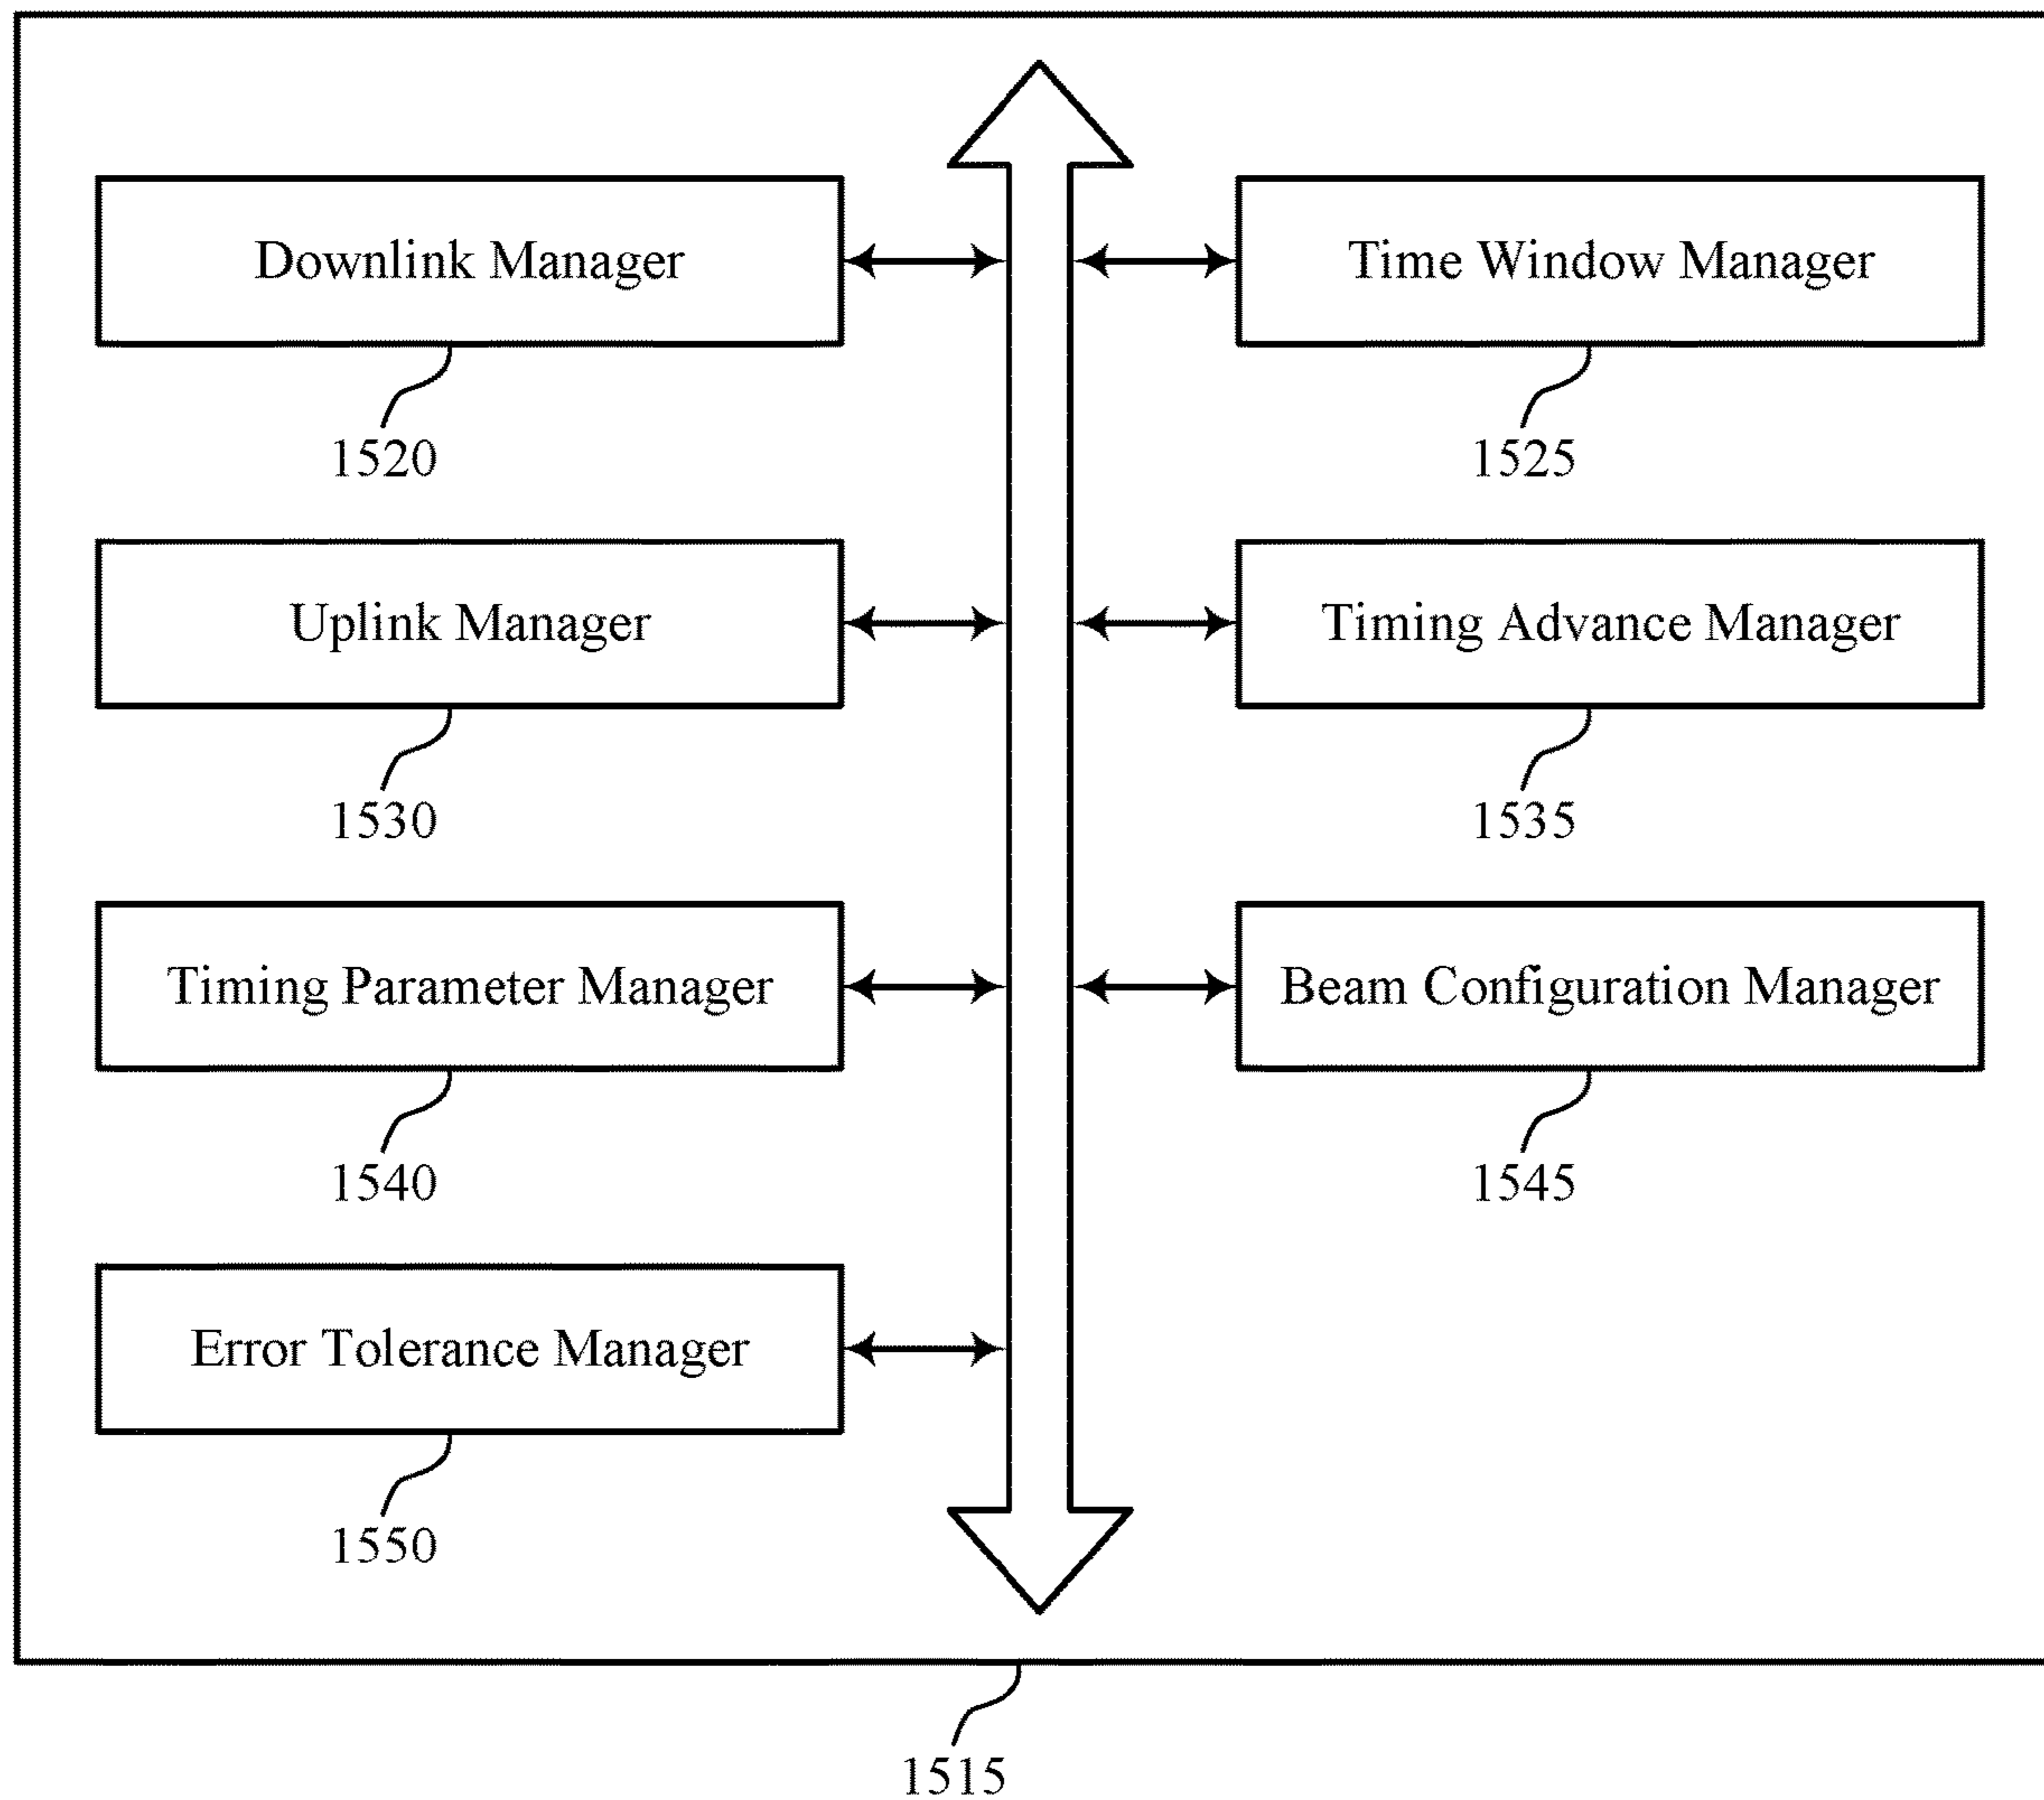 Downlink Manager
Time Window Manager
1520
1525
Uplink Manager
Timing Advance Manager
1530
1535
Timing Parameter Manager
Beam Configuration Manager
1540
1545
Error Tolerance Manager
1550
1515